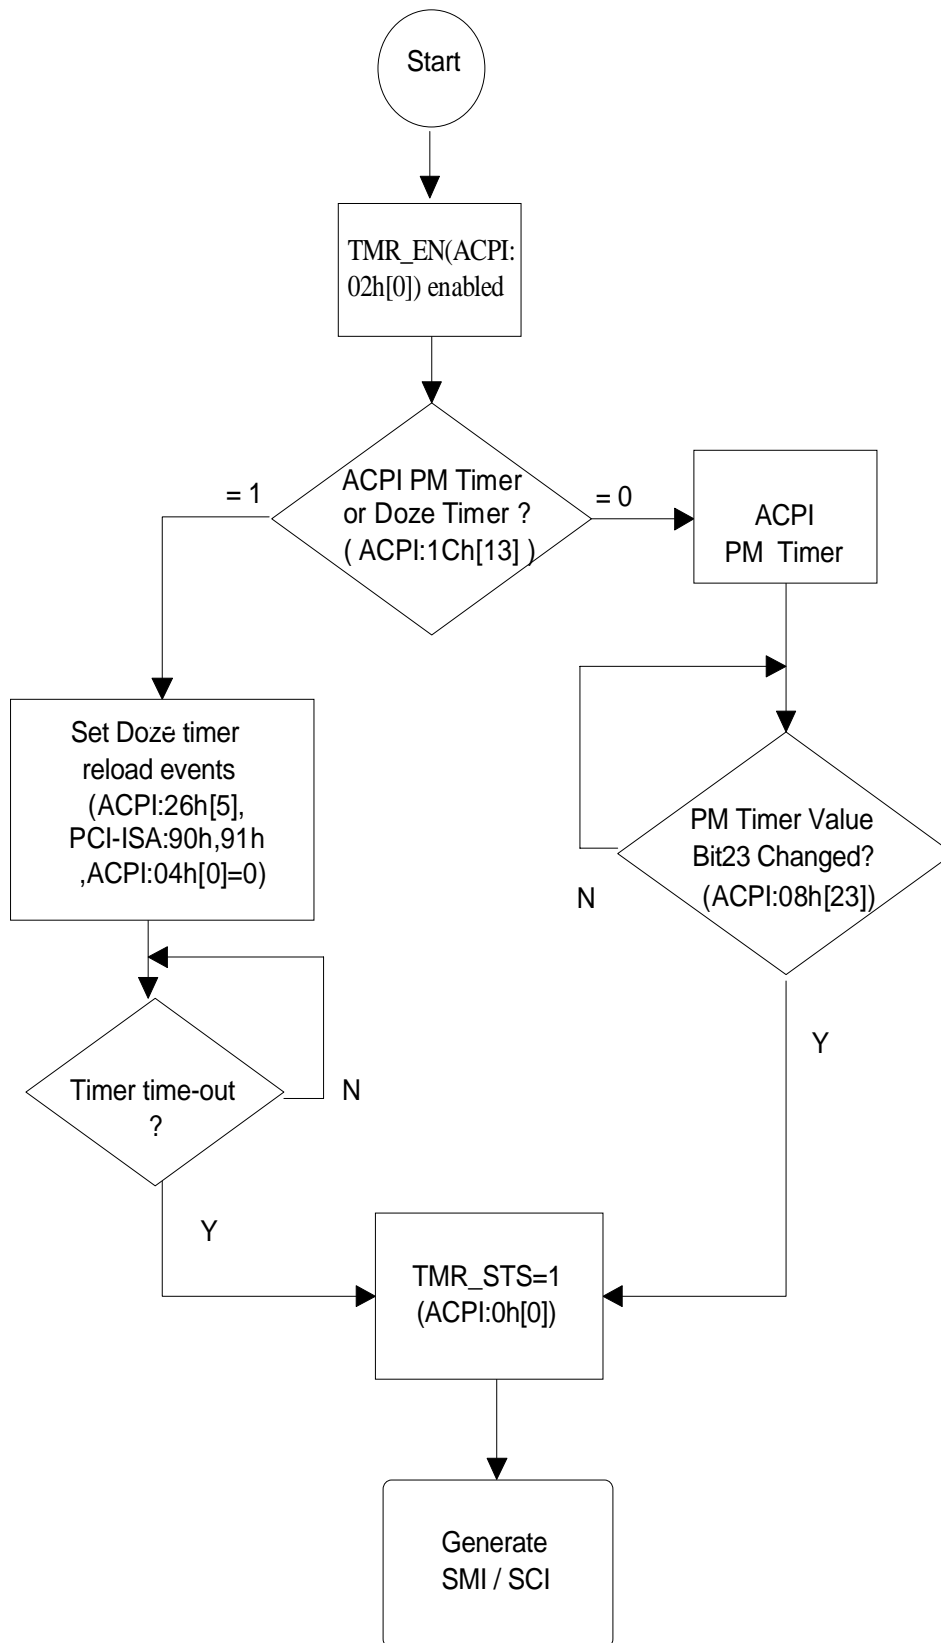 Start
TMR_EN(ACPI:
02h[0]) enabled
ACPI PM Timer
or Doze Timer ?
( ACPI:1Ch[13] )
= 1
= 0
ACPI
PM Timer
Set Doze timer
reload events
(ACPI:26h[5],
PCI-ISA:90h,91h
,ACPI:04h[0]=0)
PM Timer Value
Bit23 Changed?
(ACPI:08h[23])
N
Y
Timer time-out
?
N
Y
TMR_STS=1
(ACPI:0h[0])
Generate
SMI / SCI